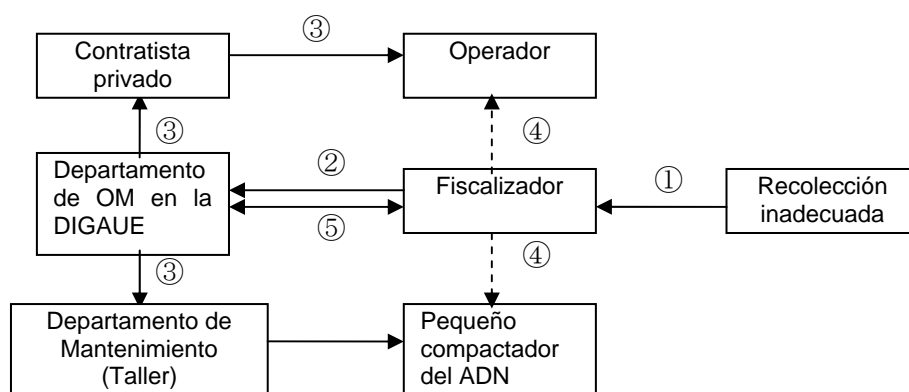 ③
Contratista
privado
Operador
③
④
Departamento
de OM en la
DIGAUE
②
⑤
Fiscalizador
①
Recolección
inadecuada
③
④
Departamento de
Mantenimiento
(Taller)
Pequeño
compactador
del ADN